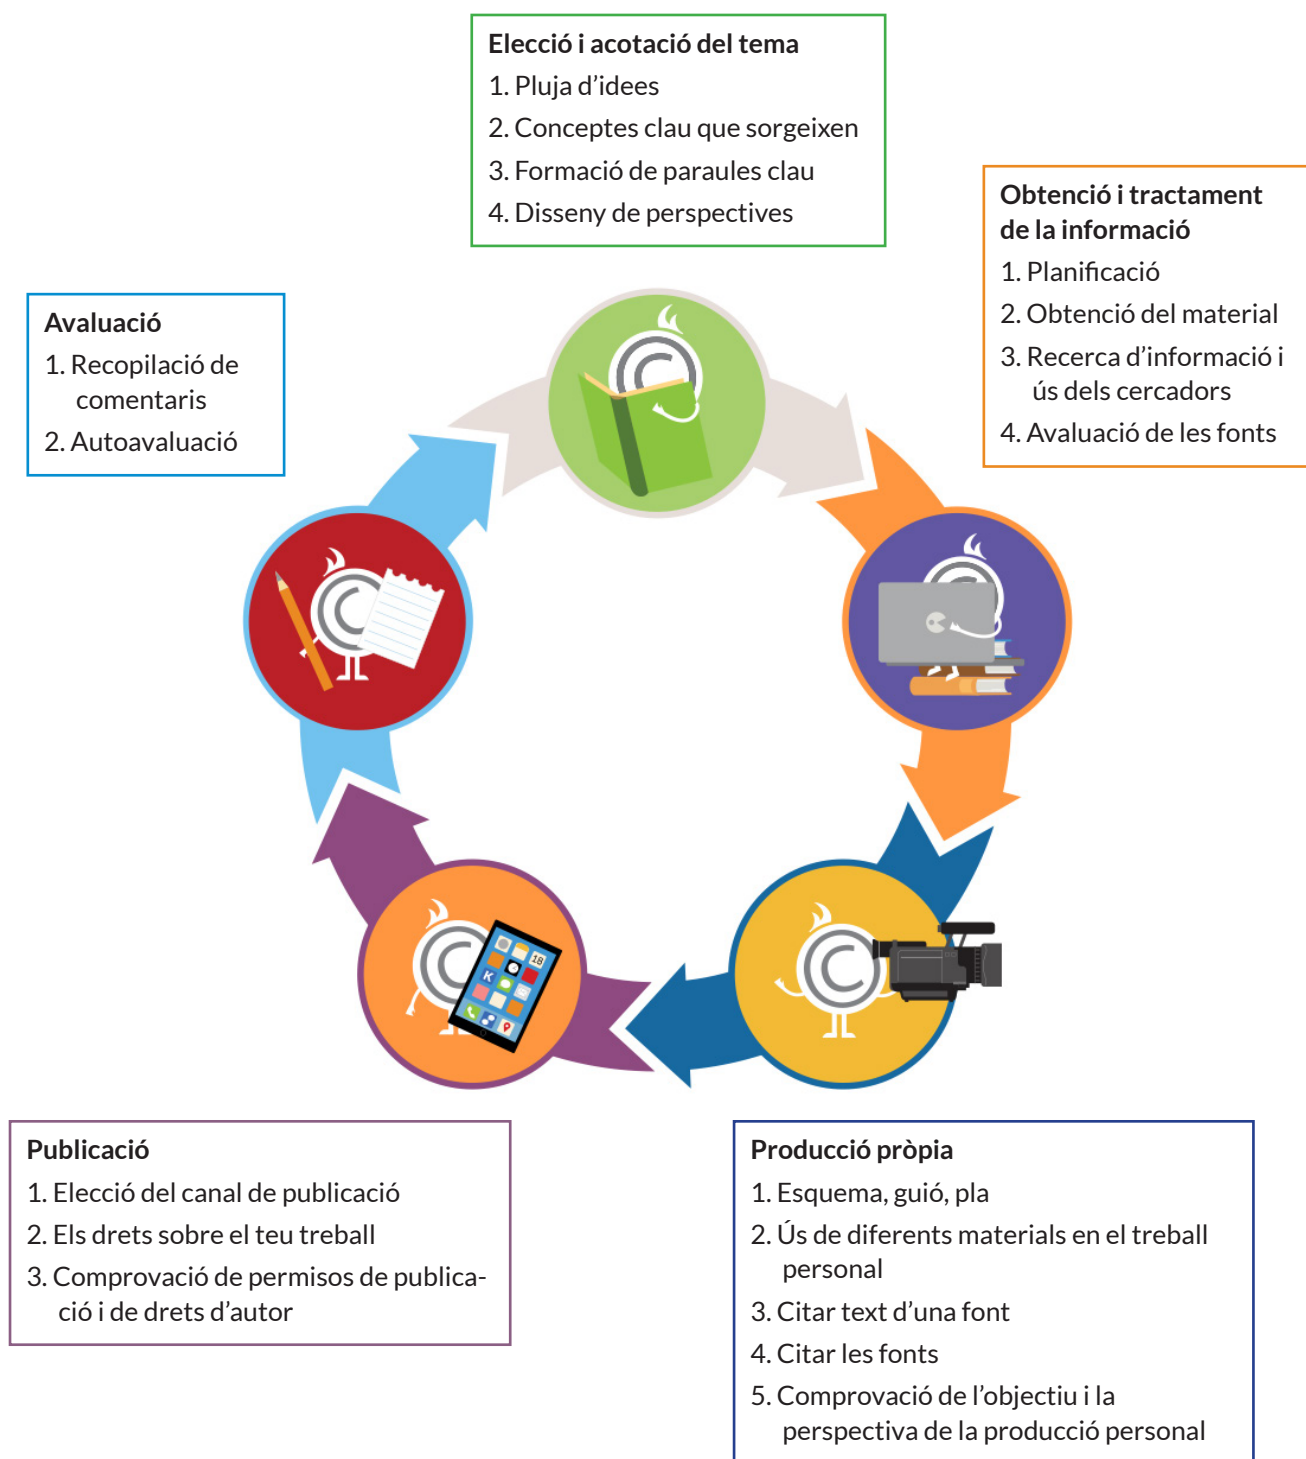 Elecció i acotació del tema
1. Pluja d’idees
2. Conceptes clau que sorgeixen
3. Formació de paraules clau
4. Disseny de perspectives
Obtenció i tractament
de la informació
1. Planificació
2. Obtenció del material
3. Recerca d’informació i
ús dels cercadors
4. Avaluació de les fonts
Avaluació
1. Recopilació de
comentaris
2. Autoavaluació
18
K
Publicació
1. Elecció del canal de publicació
2. Els drets sobre el teu treball
3. Comprovació de permisos de publica-
ció i de drets d’autor
Producció pròpia
1. Esquema, guió, pla
2. Ús de diferents materials en el treball
personal
3. Citar text d’una font
4. Citar les fonts
5. Comprovació de l’objectiu i la
perspectiva de la producció personal